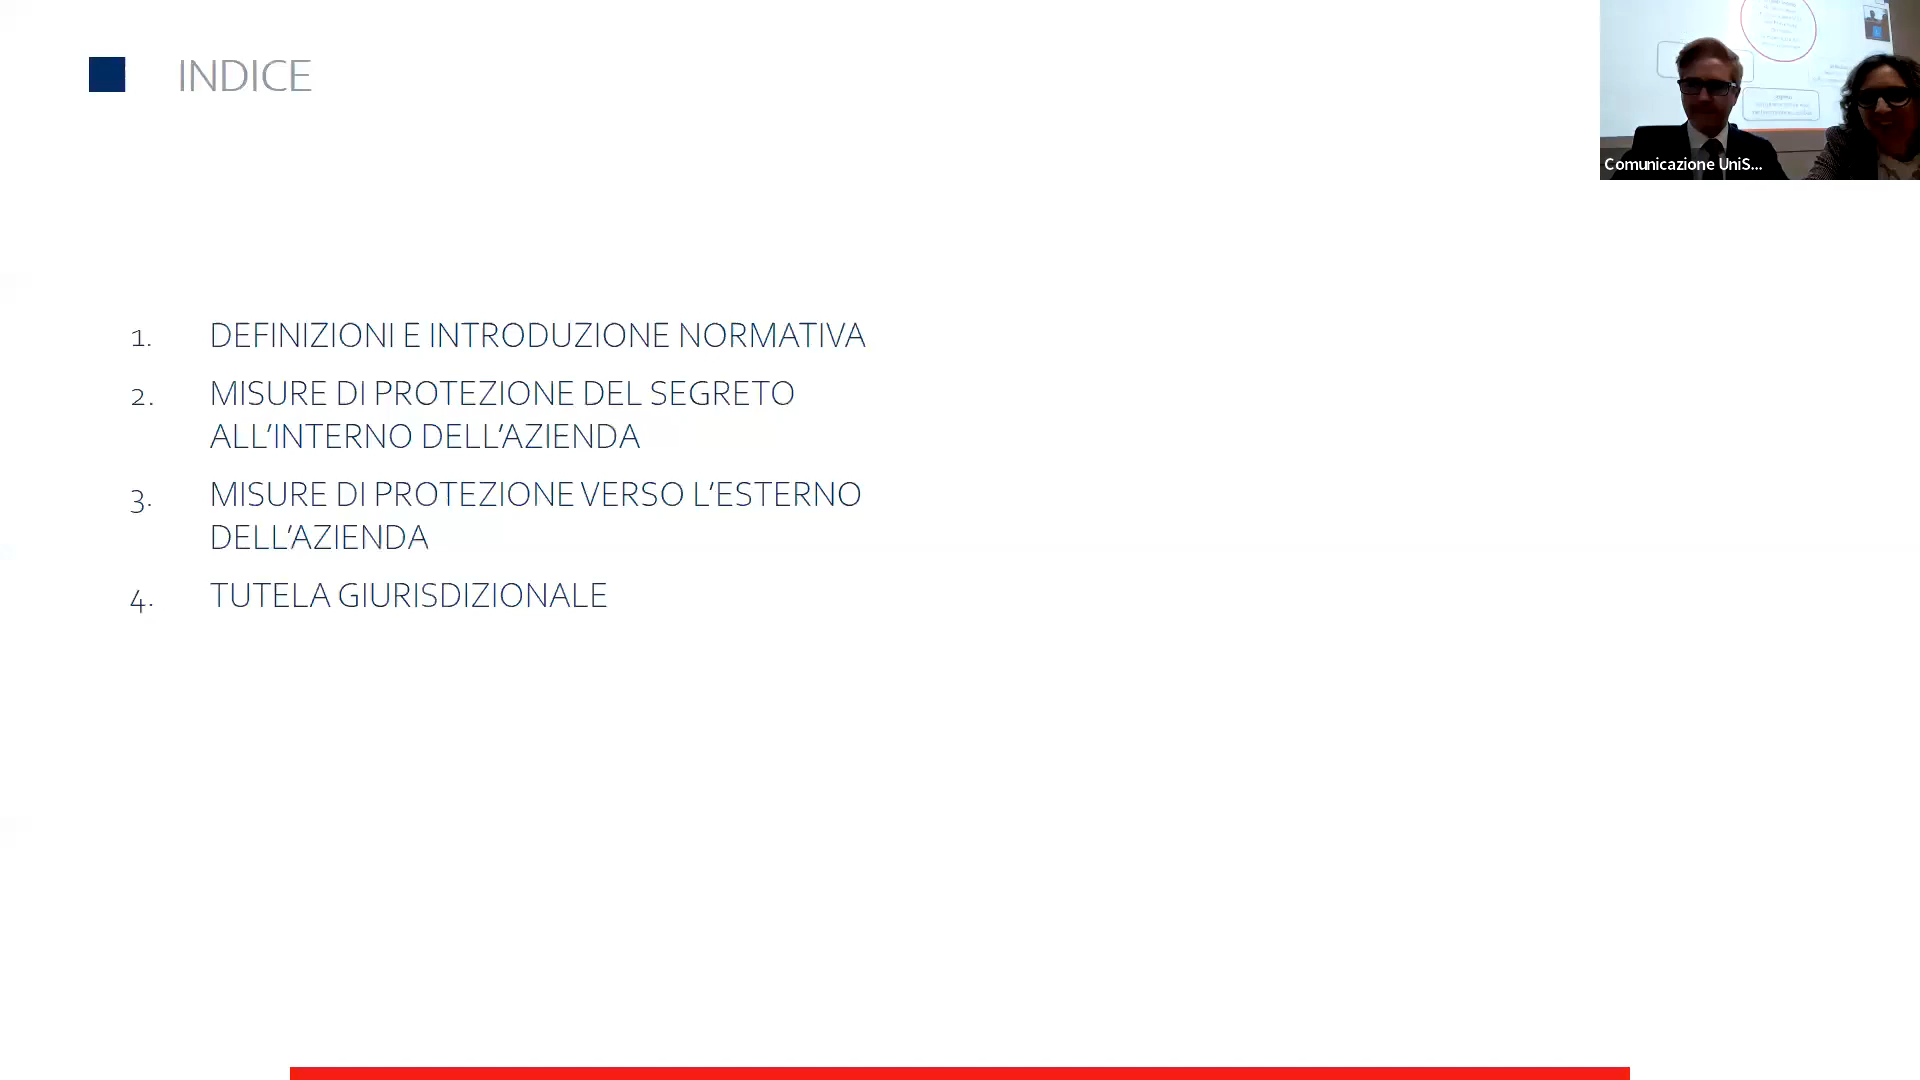 INDICE
Comunicazione UniS...
1. DEFINIZIONI E INTRODUZIONE NORMATIVA
2. MISURE DI PROTEZIONE DEL SEGRETO
ALL’INTERNO DELL’AZIENDA
3. MISURE DI PROTEZIONE VERSO L’ESTERNO
DELL’AZIENDA
4. TUTELA GIURISDIZIONALE